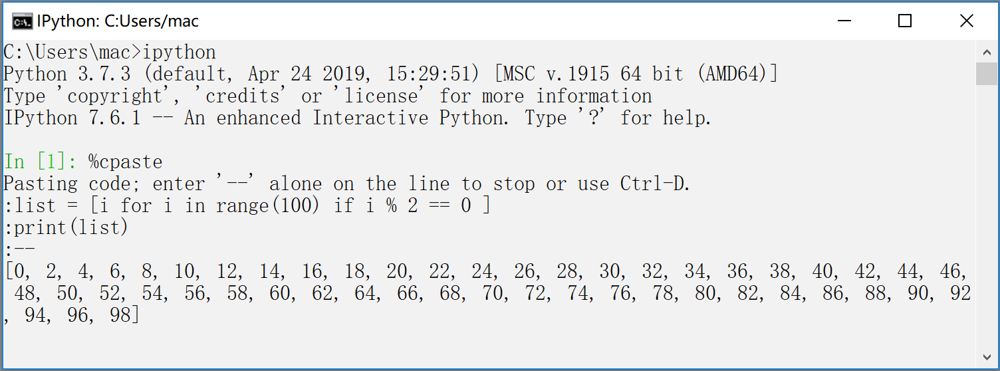 IPython: C:Users/mac
C:\Users\mac>ipython
Python 3.7.3 (default, Apr 24 2019, 15:29:51) [MSC v.1915 64 bit (AMD64)]
Type 'copyright', 'credits' or 'license' for more information
IPython 7.6.1 -- An enhanced Interactive Python. Type '?' for help.
In [1]: %cpaste
Pasting code; enter '--' alone on the line to stop or use Ctrl-D.
:list = [i for i in range(100) if i % 2 == 0 ]
:print(list)
:--
[0, 2, 4, 6, 8, 10, 12, 14, 16, 18, 20, 22, 24, 26, 28, 30, 32, 34, 36, 38, 40, 42, 44, 46,
 48, 50, 52, 54, 56, 58, 60, 62, 64, 66, 68, 70, 72, 74, 76, 78, 80, 82, 84, 86, 88, 90, 92
, 94, 96, 98]